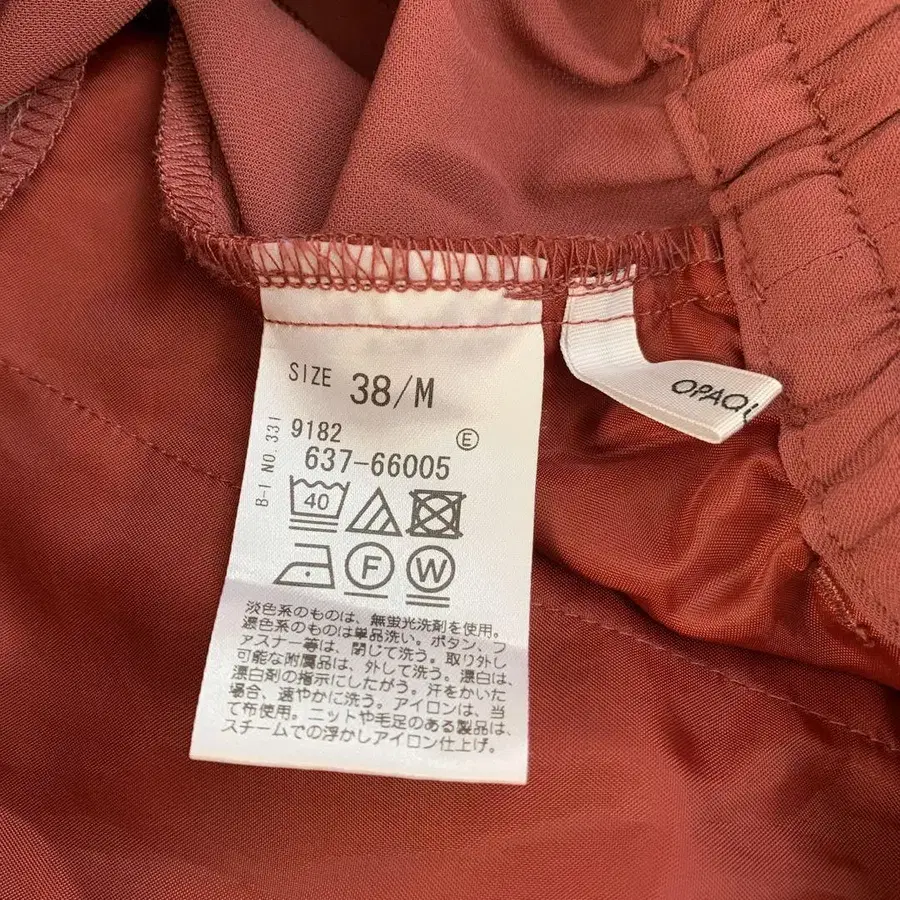 SIZE 38/M
B-I NO.331
9182 Ⓔ
637-66005
40
F W
淡色系のものは、無蛍光洗剤を使用。
濃色系のものは単品洗い。ボタン、フ
ァスナー等は、閉じて洗う。取り外し
可能な附属品は、外して洗う。漂白は、
漂白剤の指示にしたがう。汗をかいた
場合、速やかに洗う。アイロンは、当
て布使用。ニットや毛足のある製品は、
スチームでの浮かしアイロン仕上げ。